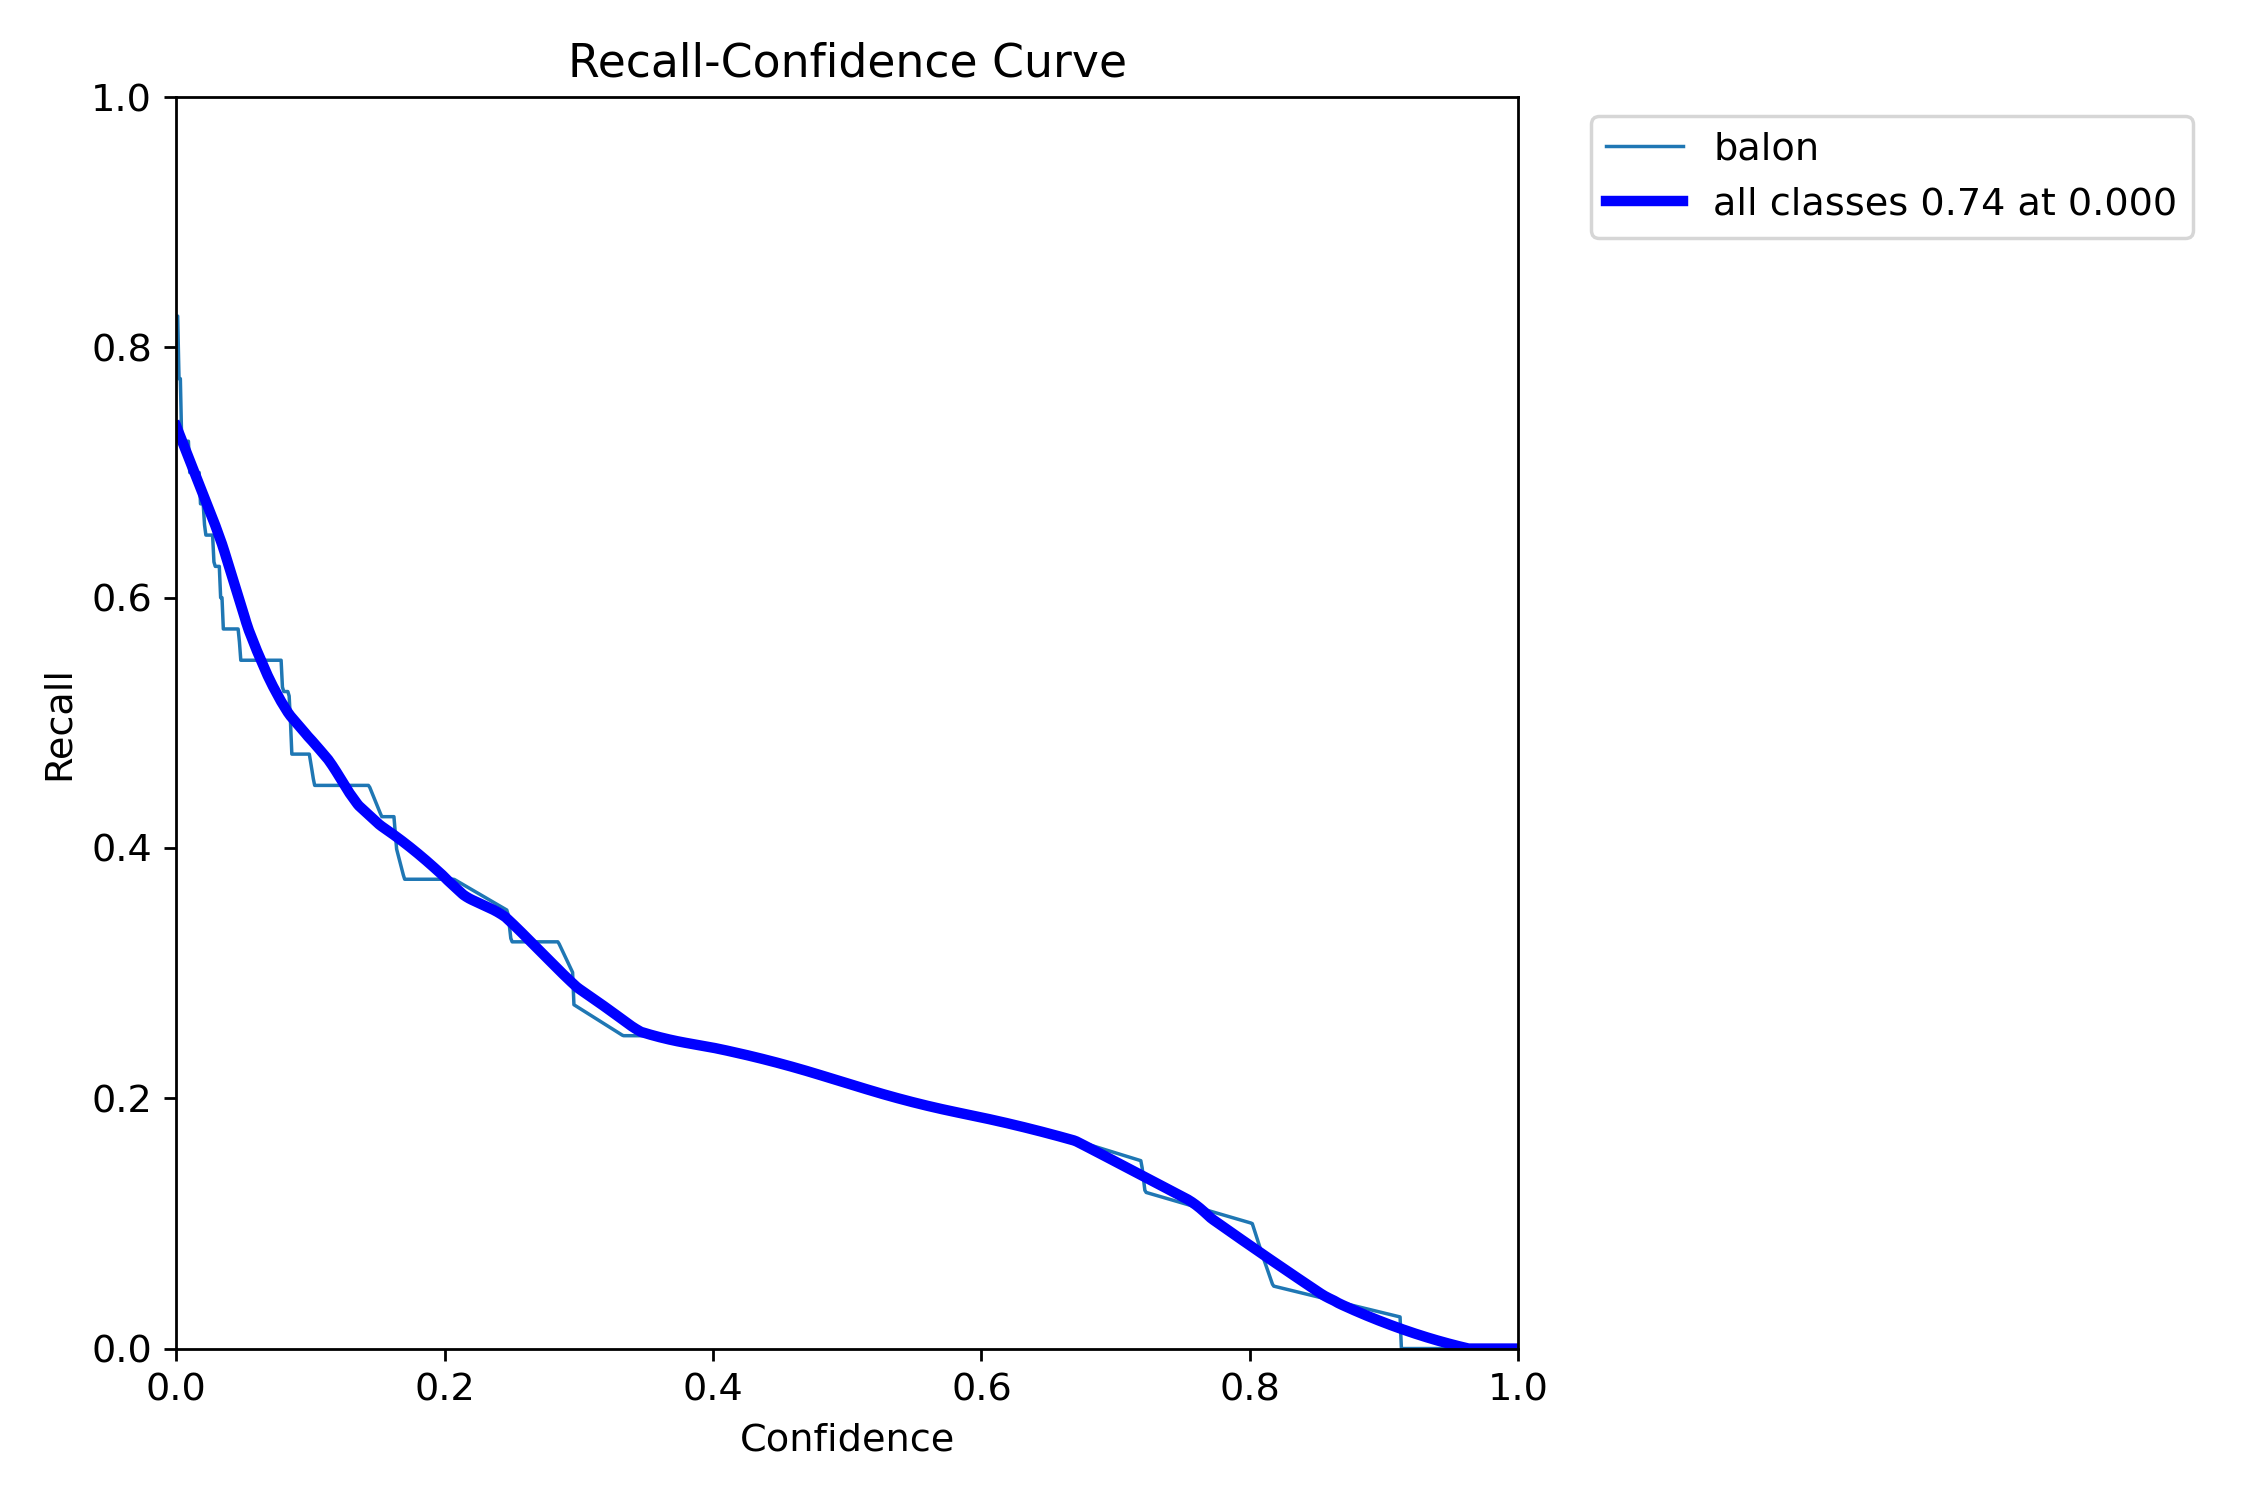 Recall-Confidence Curve
1.0
0.8
0.6
0.4
0.2
0.0
Recall
0.0 0.2 0.4 0.6 0.8 1.0
Confidence
balon
all classes 0.74 at 0.000